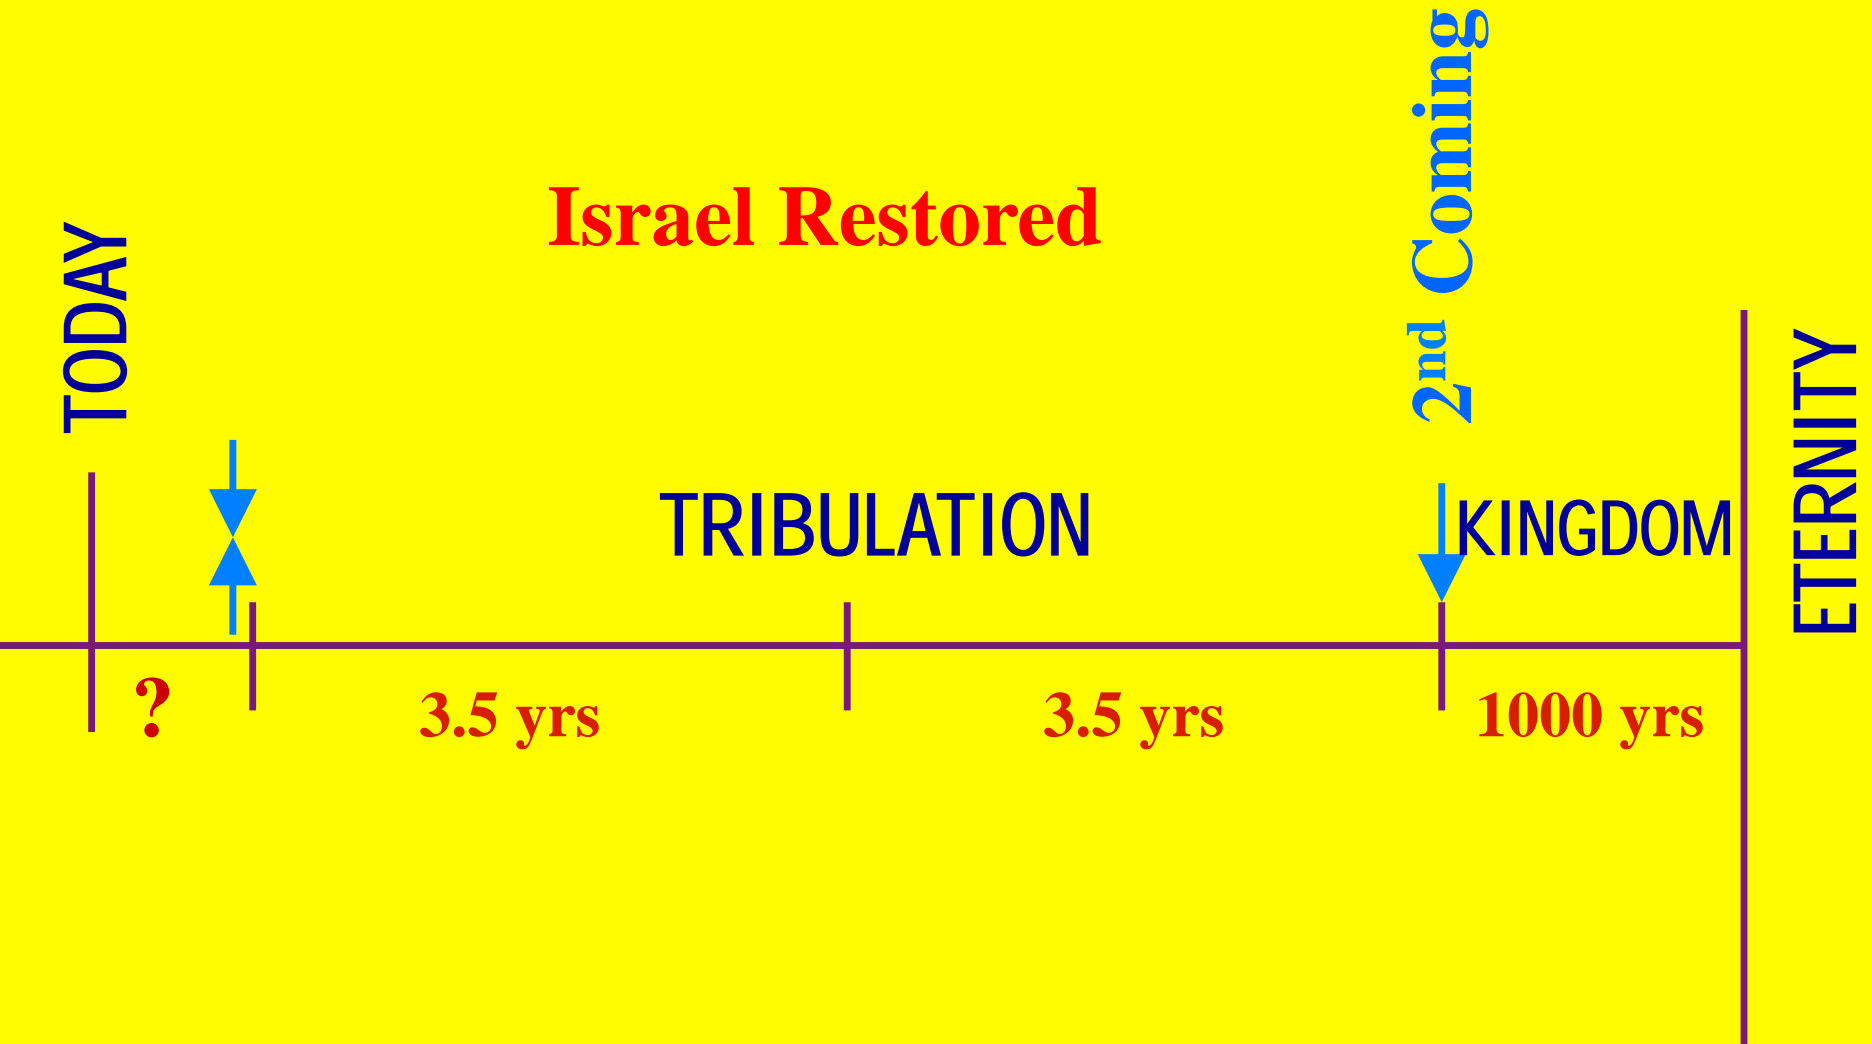 Israel Restored
TODAY
2nd Coming
TRIBULATION
KINGDOM
ETERNITY
?
3.5 yrs
3.5 yrs
1000 yrs